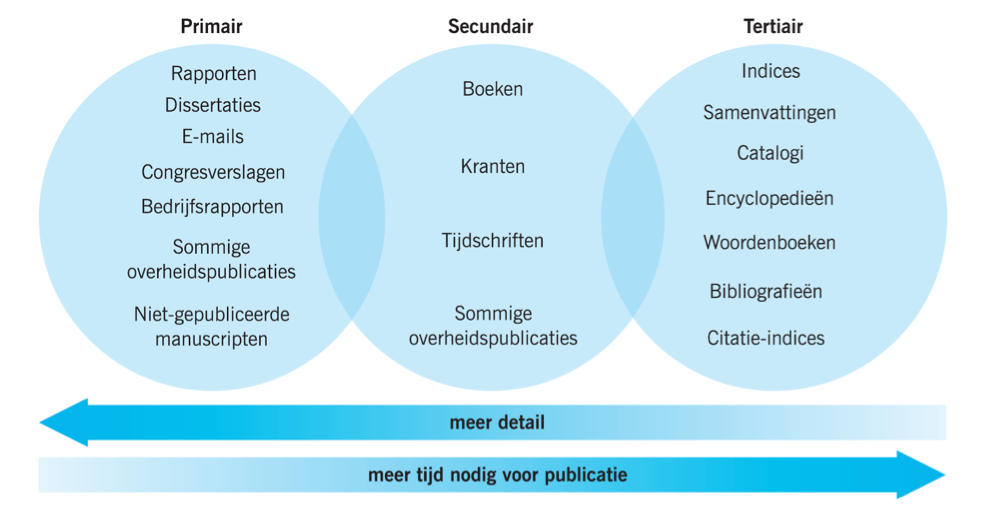 Primair
Rapporten
Dissertaties
E-mails
Congresverslagen
Bedrijfsrapporten
Sommige
overheidspublicaties
Niet-gepubliceerde
manuscripten
Secundair
Boeken
Kranten
Tijdschriften
Sommige
overheidspublicaties
Tertiair
Indices
Samenvattingen
Catalogi
Encyclopedieën
Woordenboeken
Bibliografieën
Citatie-indices
meer detail
meer tijd nodig voor publicatie